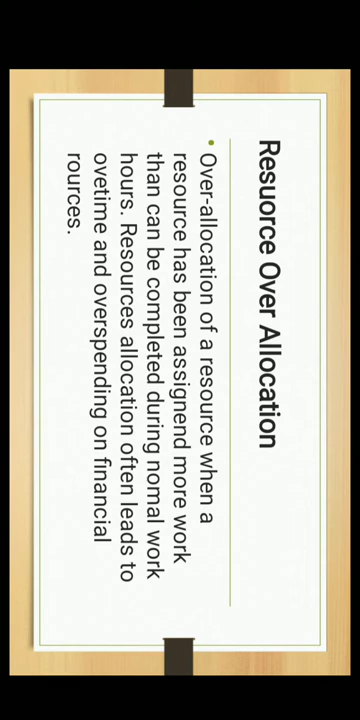 Resuorce Over Allocation
• Over-allocation of a resource when a
resource has been assignend more work
than can be completed during nomal work
hours. Resources allocation often leads to
ovetime and overspending on financial
rources.